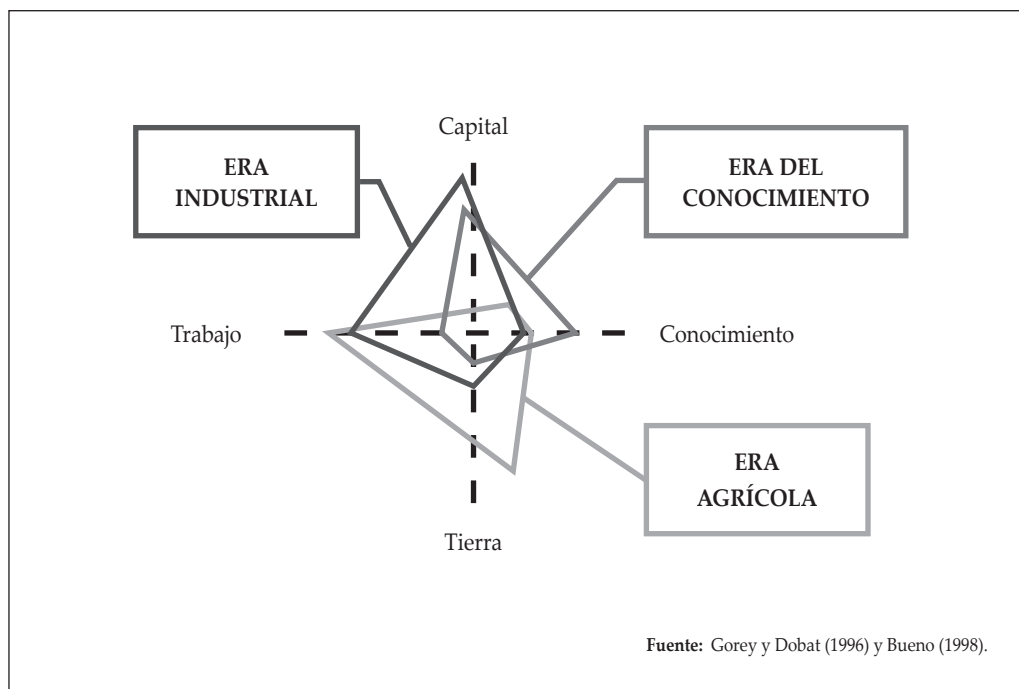 Capital
ERA
INDUSTRIAL
ERA DEL
CONOCIMIENTO
Trabajo
Conocimiento
ERA
AGRÍCOLA
Tierra
Fuente: Gorey y Dobat (1996) y Bueno (1998).